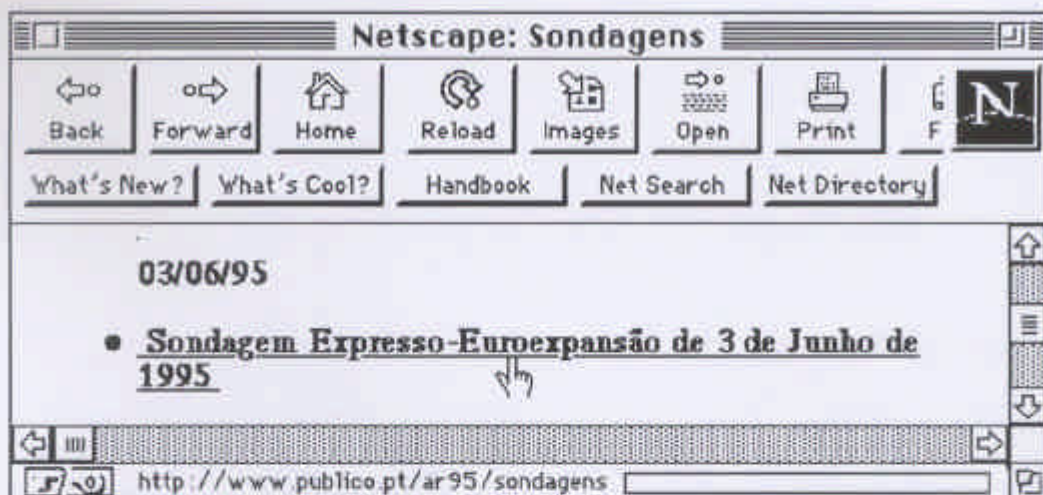 Netscape: Sondagens
Back Forward Home Reload Images Open Print F N
What's New? What's Cool? Handbook Net Search Net Directory
03/06/95
• Sondagem Expresso-Euroexpansão de 3 de Junho de
1995
http://www.publico.pt/ar95/sondagens